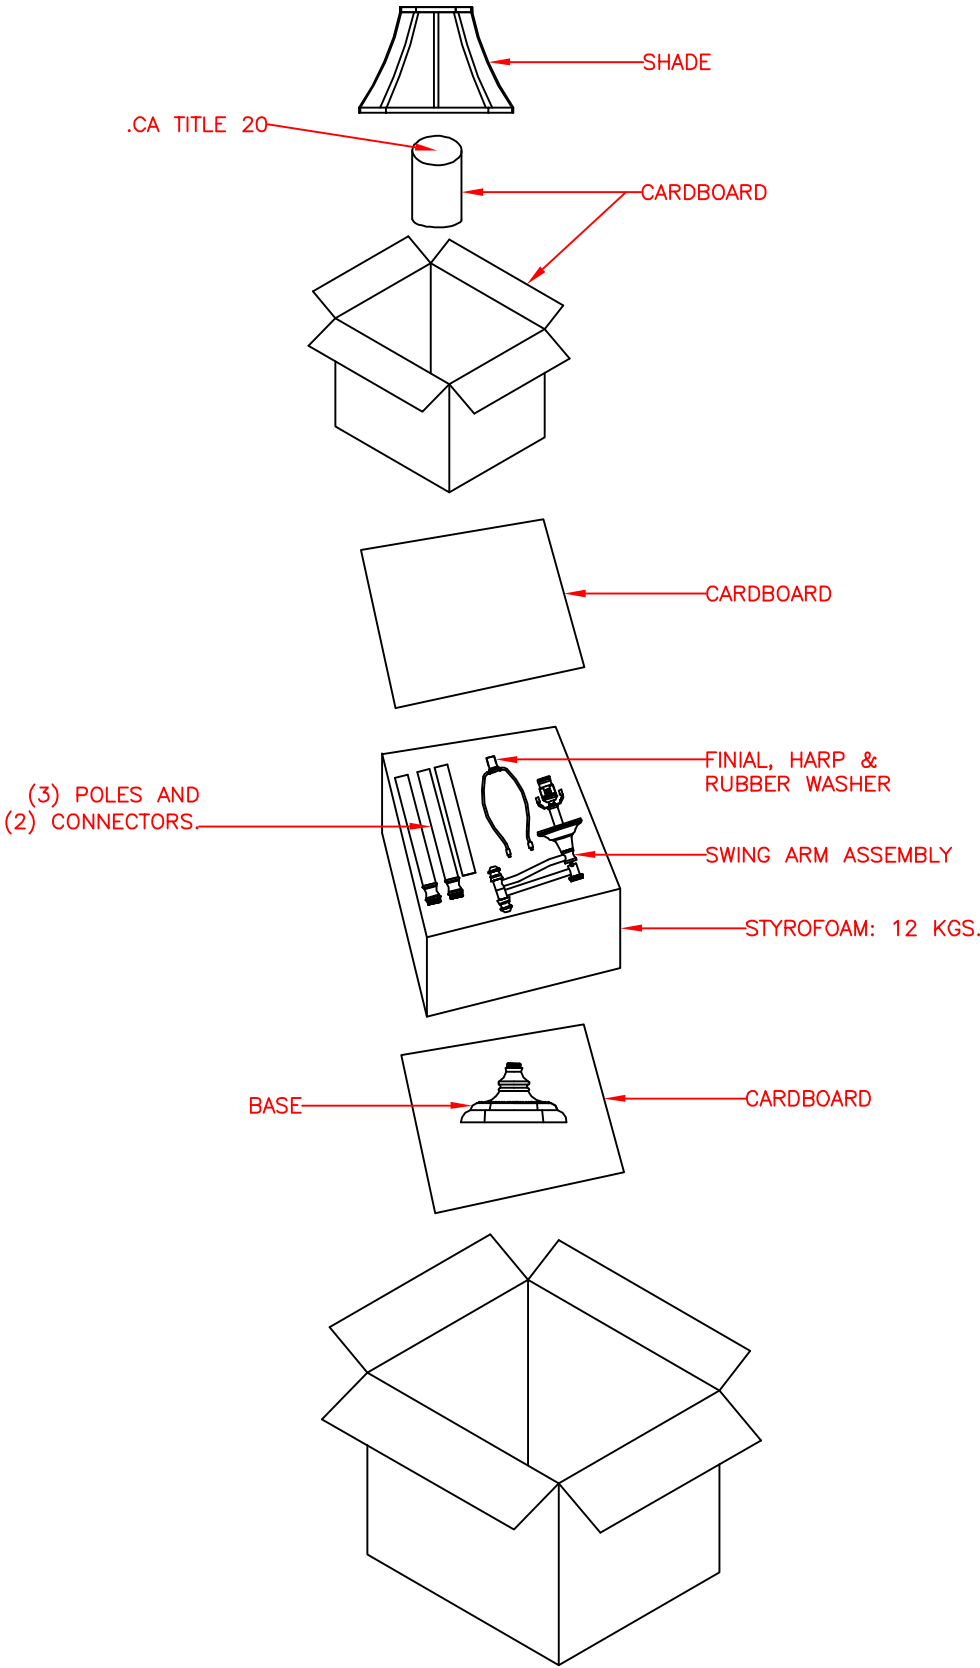 SHADE
.CA TITLE 20
CARDBOARD
CARDBOARD
FINIAL, HARP &
RUBBER WASHER
(3) POLES AND
(2) CONNECTORS.
SWING ARM ASSEMBLY
STYROFOAM: 12 KGS.
BASE
CARDBOARD